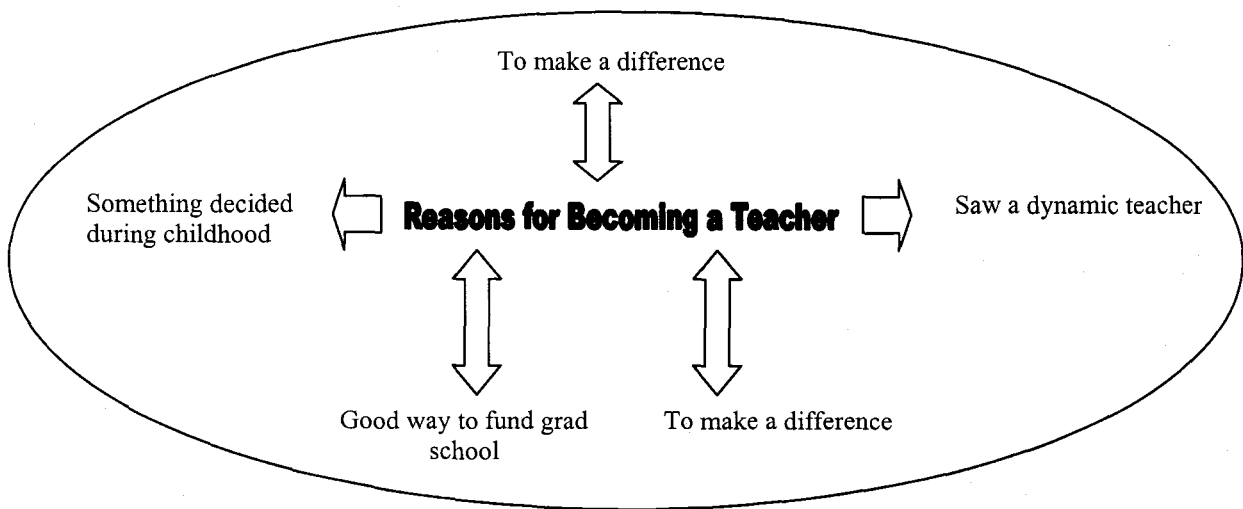 To make a difference
Something decided
during childhood
Reasons for Becoming a Teacher
Saw a dynamic teacher
Good way to fund grad
school
To make a difference